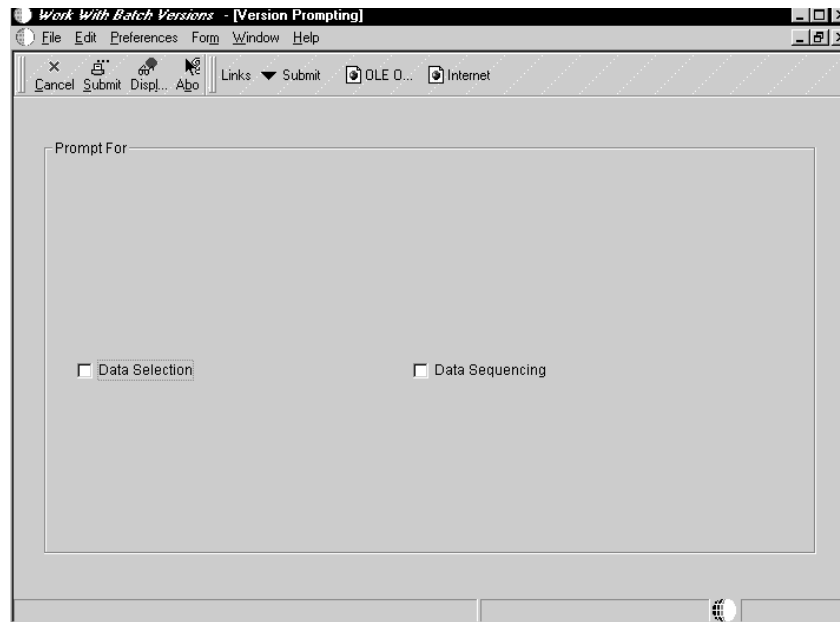 Work With Batch Versions - [Version Prompting]
File Edit Preferences Form Window Help
Cancel Submit Displ... Abo Links Submit OLE O... Internet
Prompt For
Data Selection Data Sequencing